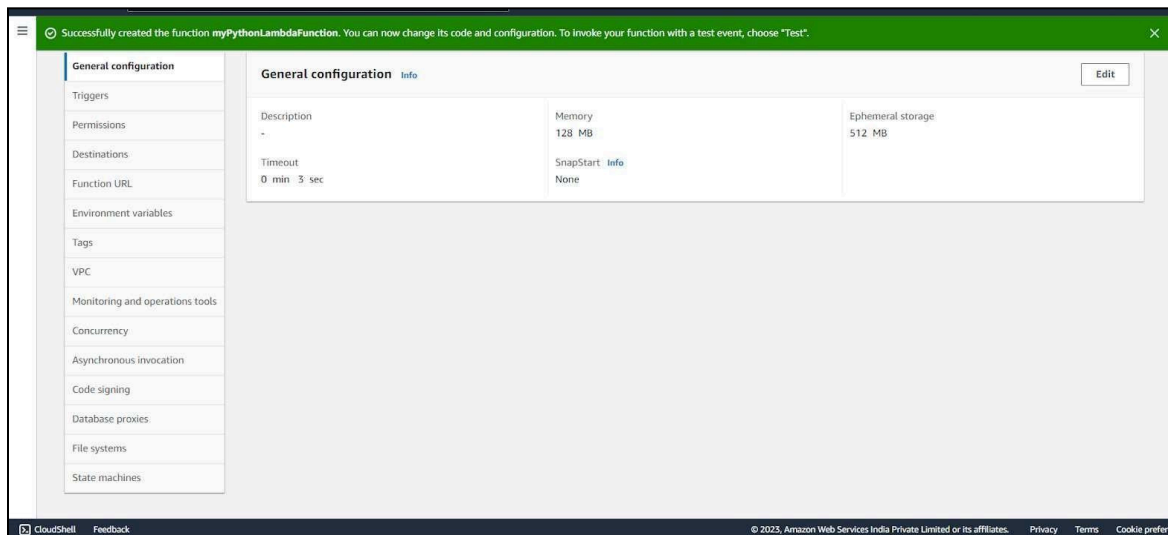 Successfully created the function myPythonLambdaFunction. You can now change its code and configuration. To invoke your function with a test event, choose "Test".
General configuration
Triggers
Permissions
Destinations
Function URL
Environment variables
Tags
VPC
Monitoring and operations tools
Concurrency
Asynchronous invocation
Code signing
Database proxies
File systems
State machines
General configuration Info
Edit
Description
-
Memory
128 MB
Ephemeral storage
512 MB
Timeout
0 min 3 sec
SnapStart Info
None
CloudShell Feedback © 2023, Amazon Web Services India Private Limited or its affiliates. Privacy Terms Cookie prefer